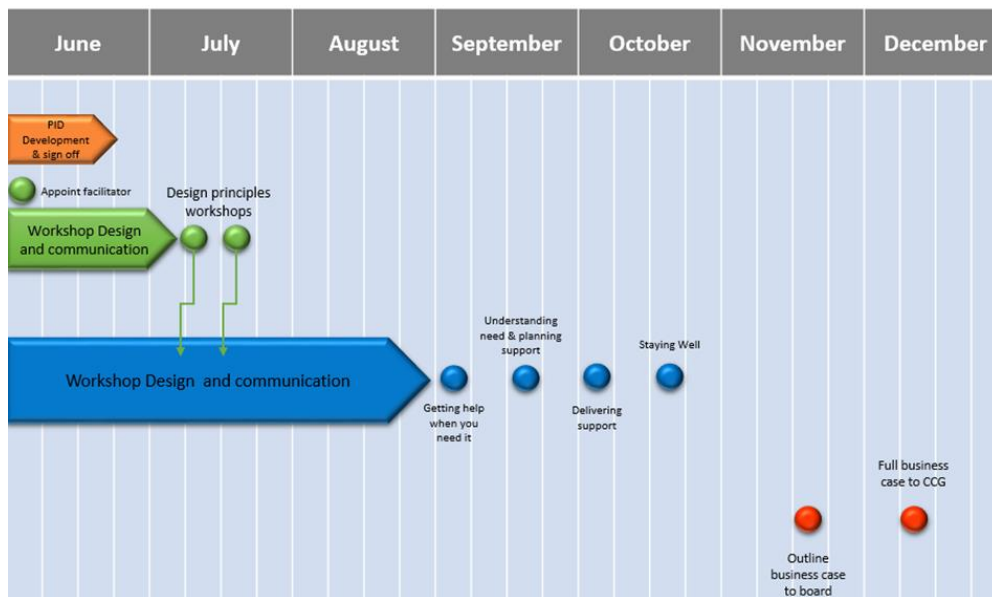 June July August September October November December
PID
Development
& sign off
Appoint facilitator
Design principles
workshops
Workshop Design
and communication
Workshop Design and communication
Getting help
when you
need it
Understanding
need & planning
support
Delivering
support
Staying Well
Outline
business case
to board
Full business
case to CCG